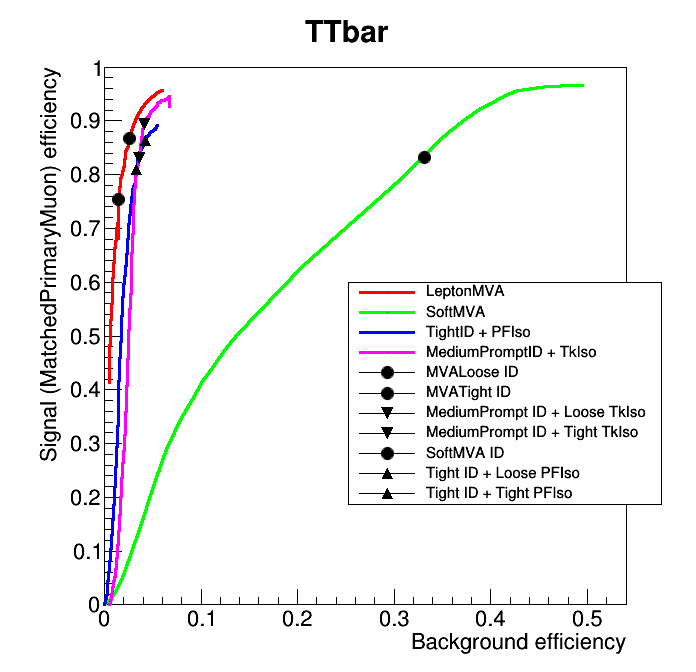 TTbar
Signal (MatchedPrimaryMuon) efficiency
1
0.9
0.8
0.7
0.6
0.5
0.4
0.3
0.2
0.1
0
LeptonMVA
SoftMVA
TightID + PFIso
MediumPromptID + TkIso
MVALoose ID
MVATight ID
MediumPrompt ID + Loose TkIso
MediumPrompt ID + Tight TkIso
SoftMVA ID
Tight ID + Loose PFIso
Tight ID + Tight PFIso
0 0.1 0.2 0.3 0.4 0.5
Background efficiency